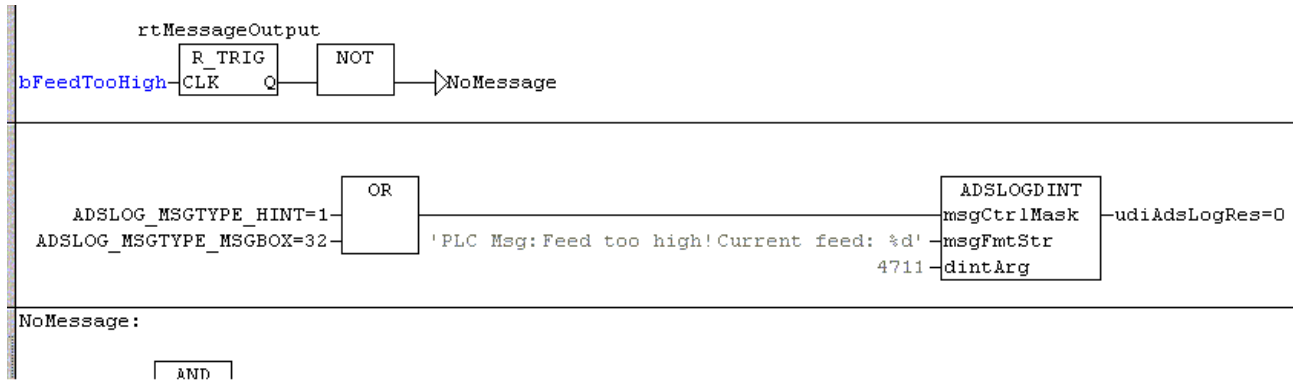 rtMessageOutput
R_TRIG NOT
bFeedTooHigh CLK Q NoMessage
OR ADSLOGDINT
ADSLOG_MSGTYPE_HINT=1 msgCtrlMask udiAdsLogRes=0
ADSLOG_MSGTYPE_MSGBOX=32 'PLC Msg:Feed too high!Current feed: %d' msgFmtStr
4711 dintArg
NoMessage:
AND